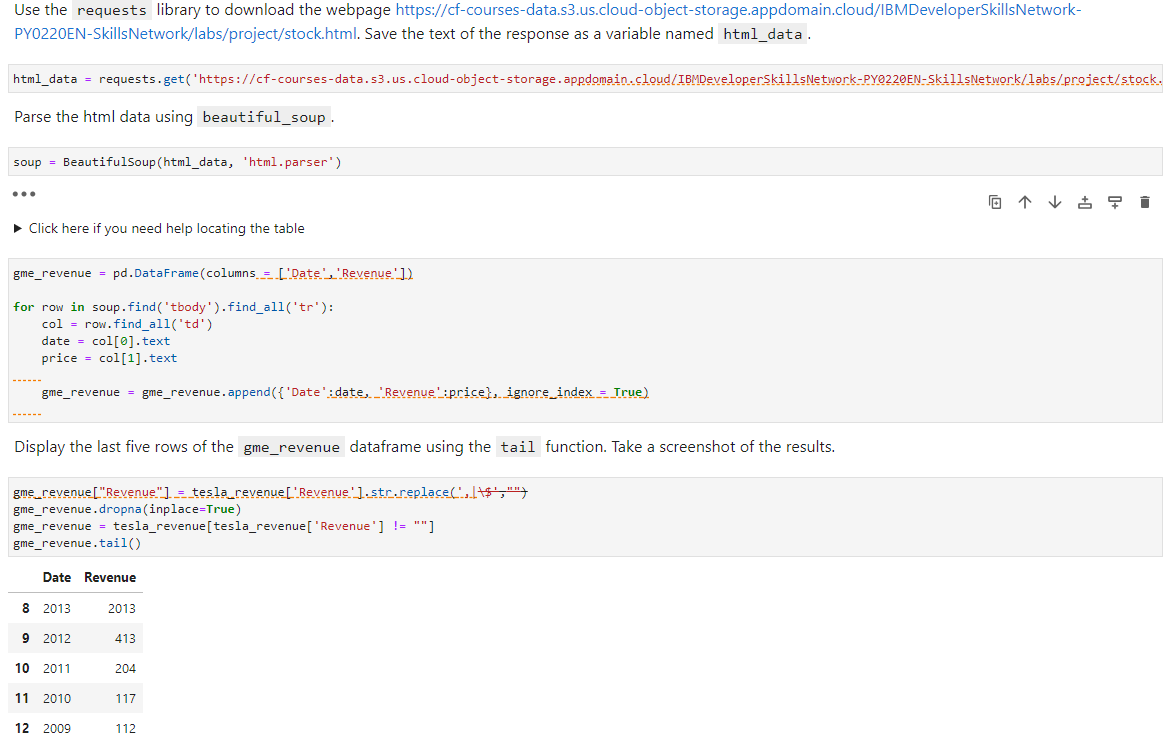 Use the requests library to download the webpage https://cf-courses-data.s3.us.cloud-object-storage.appdomain.cloud/IBMDeveloperSkillsNetwork-
PY0220EN-SkillsNetwork/labs/project/stock.html. Save the text of the response as a variable named html_data.
html_data = requests.get('https://cf-courses-data.s3.us.cloud-object-storage.appdomain.cloud/IBMDeveloperSkillsNetwork-PY0220EN-SkillsNetwork/labs/project/stock.
Parse the html data using beautiful_soup.
soup = BeautifulSoup(html_data, 'html.parser')
•••
▶ Click here if you need help locating the table
gme_revenue = pd.DataFrame(columns = ['Date','Revenue'])
for row in soup.find('tbody').find_all('tr'):
    col = row.find_all('td')
    date = col[0].text
    price = col[1].text
    gme_revenue = gme_revenue.append({'Date':date, 'Revenue':price}, ignore_index = True)
Display the last five rows of the gme_revenue dataframe using the tail function. Take a screenshot of the results.
gme_revenue["Revenue"] = tesla_revenue['Revenue'].str.replace(',|\$',"")
gme_revenue.dropna(inplace=True)
gme_revenue = tesla_revenue[tesla_revenue['Revenue'] != ""]
gme_revenue.tail()
Date Revenue
8 2013 2013
9 2012 413
10 2011 204
11 2010 117
12 2009 112